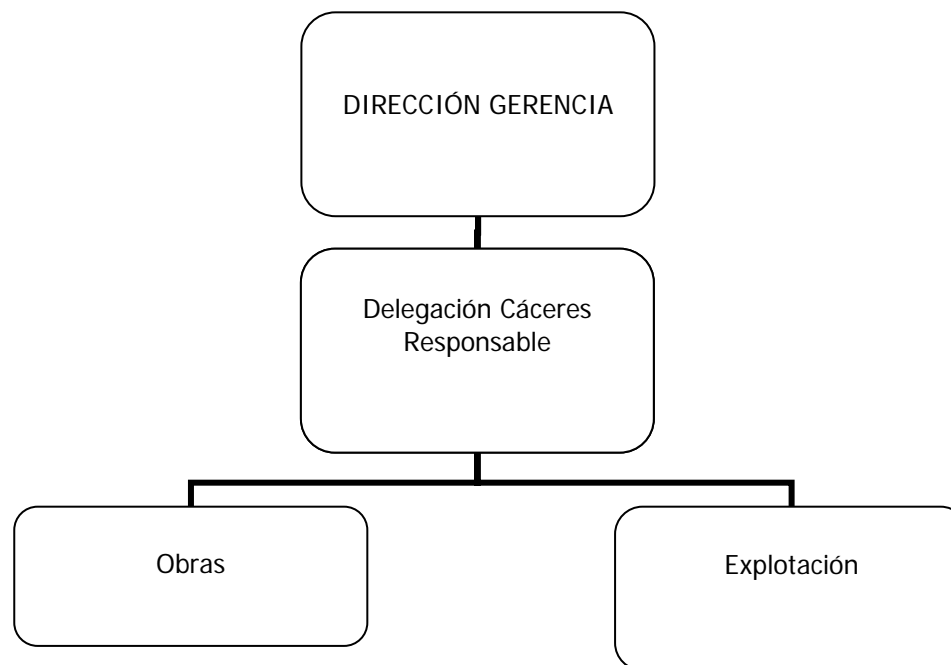 DIRECCIÓN GERENCIA
Delegación Cáceres
Responsable
Obras
Explotación